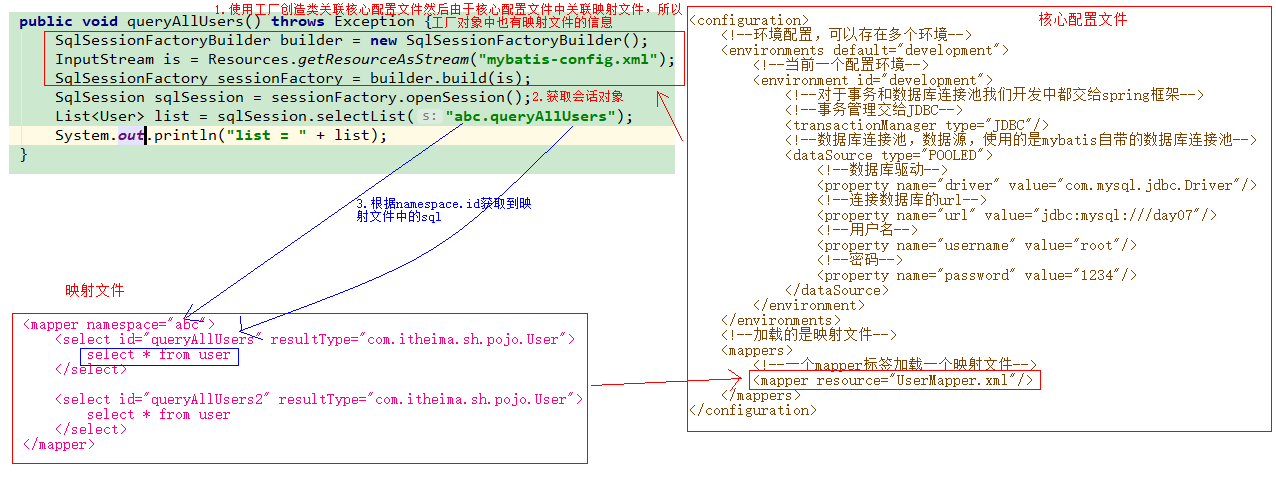 1.使用工厂创造类关联核心配置文件然后由于核心配置文件中关联映射文件，所以
工厂对象中也有映射文件的信息
public void queryAllUsers() throws Exception {
SqlSessionFactoryBuilder builder = new SqlSessionFactoryBuilder();
InputStream is = Resources.getResourceAsStream("mybatis-config.xml");
SqlSessionFactory sessionFactory = builder.build(is);
SqlSession sqlSession = sessionFactory.openSession();
2.获取会话对象
List<User> list = sqlSession.selectList( s: "abc.queryAllUsers");
System.out.println("list = " + list);
}
3.根据namespace.id获取到映
射文件中的sql
映射文件
<mapper namespace="abc">
<select id="queryAllUsers" resultType="com.itheima.sh.pojo.User">
select * from user
</select>
<select id="queryAllUsers2" resultType="com.itheima.sh.pojo.User">
select * from user
</select>
</mapper>
核心配置文件
<configuration>
<!--环境配置，可以存在多个环境-->
<environments default="development">
<!--当前一个配置环境-->
<environment id="development">
<!--对于事务和数据库连接池我们开发中都交给spring框架-->
<!--事务管理交给JDBC-->
<transactionManager type="JDBC"/>
<!--数据库连接池，数据源，使用的是mybatis自带的数据库连接池-->
<dataSource type="POOLED">
<!--数据库驱动-->
<property name="driver" value="com.mysql.jdbc.Driver"/>
<!--连接数据库的url-->
<property name="url" value="jdbc:mysql:///day07"/>
<!--用户名-->
<property name="username" value="root"/>
<!--密码-->
<property name="password" value="1234"/>
</dataSource>
</environment>
</environments>
<!--加载的是映射文件-->
<mappers>
<!--一个mapper标签加载一个映射文件-->
<mapper resource="UserMapper.xml"/>
</mappers>
</configuration>